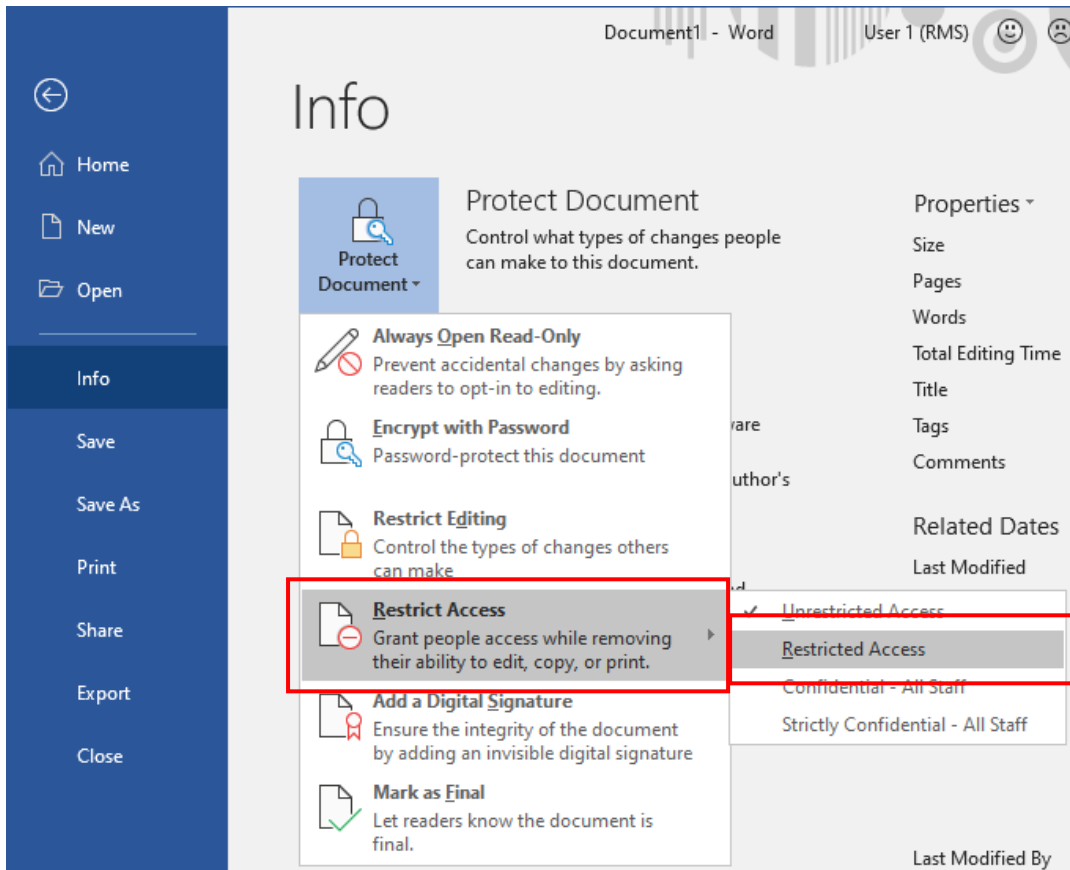 Document1 - Word
User 1 (RMS)
Info
Home
New
Open
Info
Save
Save As
Print
Share
Export
Close
Protect
Document
Protect Document
Control what types of changes people
can make to this document.
Always Open Read-Only
Prevent accidental changes by asking
readers to opt-in to editing.
Encrypt with Password
Password-protect this document
Restrict Editing
Control the types of changes others
can make
Restrict Access
Grant people access while removing
their ability to edit, copy, or print.
Add a Digital Signature
Ensure the integrity of the document
by adding an invisible digital signature
Mark as Final
Let readers know the document is
final.
uthor's
Unrestricted Access
Restricted Access
Confidential - All Staff
Strictly Confidential - All Staff
Properties
Size
Pages
Words
Total Editing Time
Title
Tags
Comments
Related Dates
Last Modified
Last Modified By